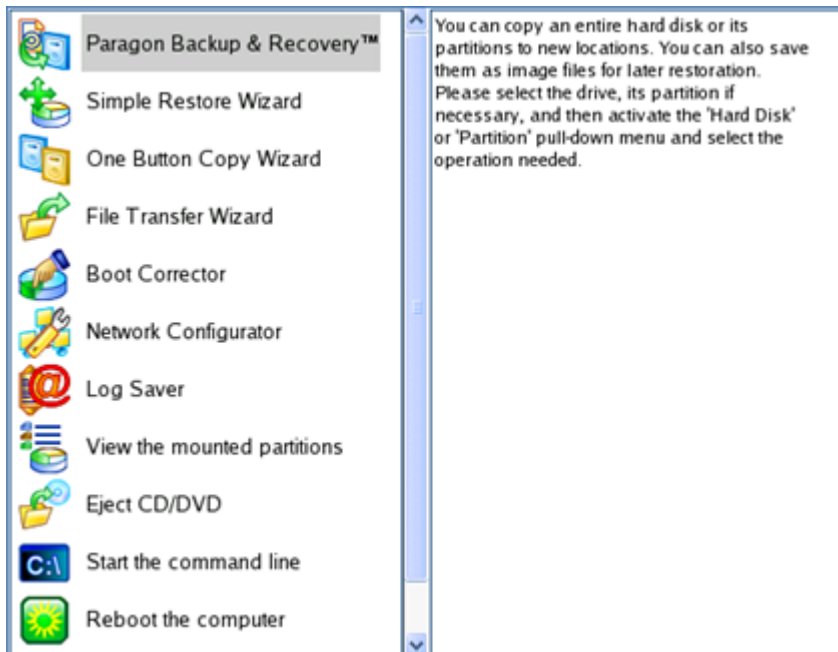 Paragon Backup & Recovery™
Simple Restore Wizard
One Button Copy Wizard
File Transfer Wizard
Boot Corrector
Network Configurator
Log Saver
View the mounted partitions
Eject CD/DVD
C:\
Start the command line
Reboot the computer
You can copy an entire hard disk or its
partitions to new locations. You can also save
them as image files for later restoration.
Please select the drive, its partition if
necessary, and then activate the 'Hard Disk'
or 'Partition' pull-down menu and select the
operation needed.